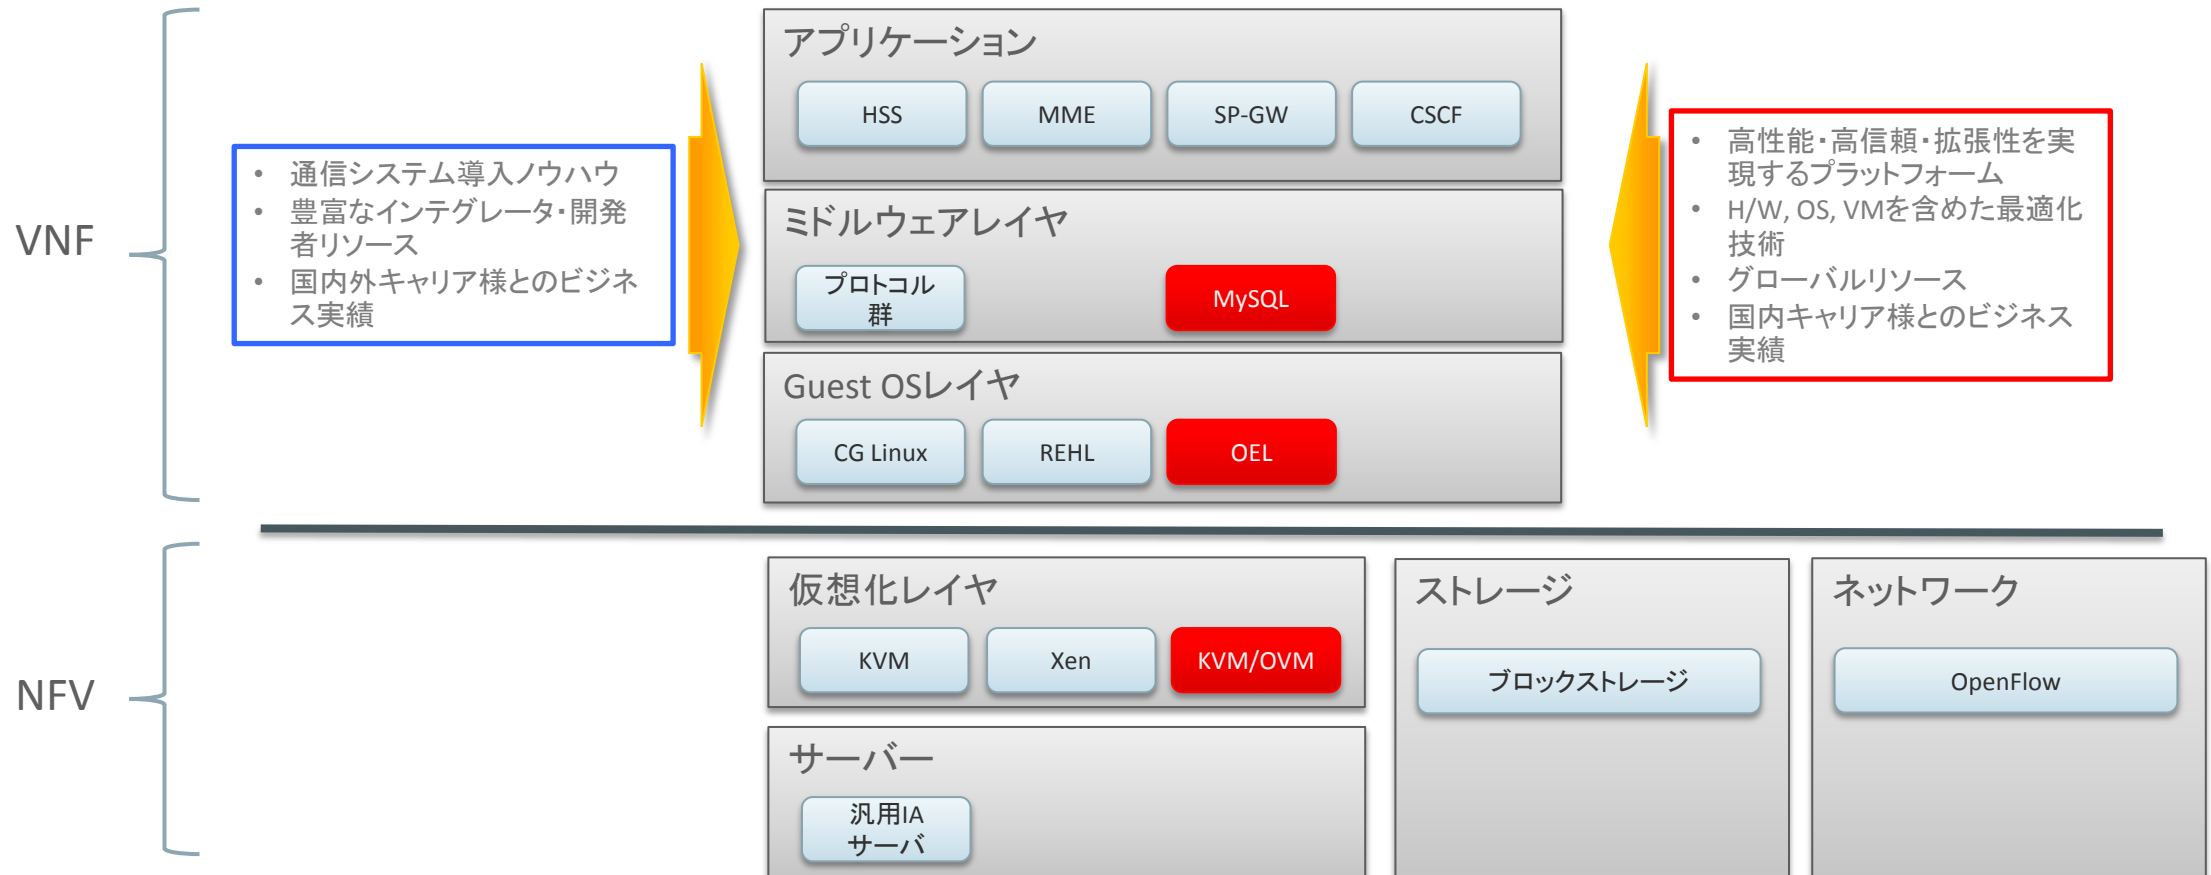 VNF
• 通信システム導入ノウハウ
• 豊富なインテグレータ・開発
者リソース
• 国内外キャリア様とのビジネ
ス実績
アプリケーション
HSS
MME
SP-GW
CSCF
ミドルウェアレイヤ
プロトコル
群
MySQL
Guest OSレイヤ
CG Linux
REHL
OEL
• 高性能・高信頼・拡張性を実
現するプラットフォーム
• H/W, OS, VMを含めた最適化
技術
• グローバルリソース
• 国内キャリア様とのビジネス
実績
NFV
仮想化レイヤ
KVM
Xen
KVM/OVM
サーバー
汎用IA
サーバ
ストレージ
ブロックストレージ
ネットワーク
OpenFlow